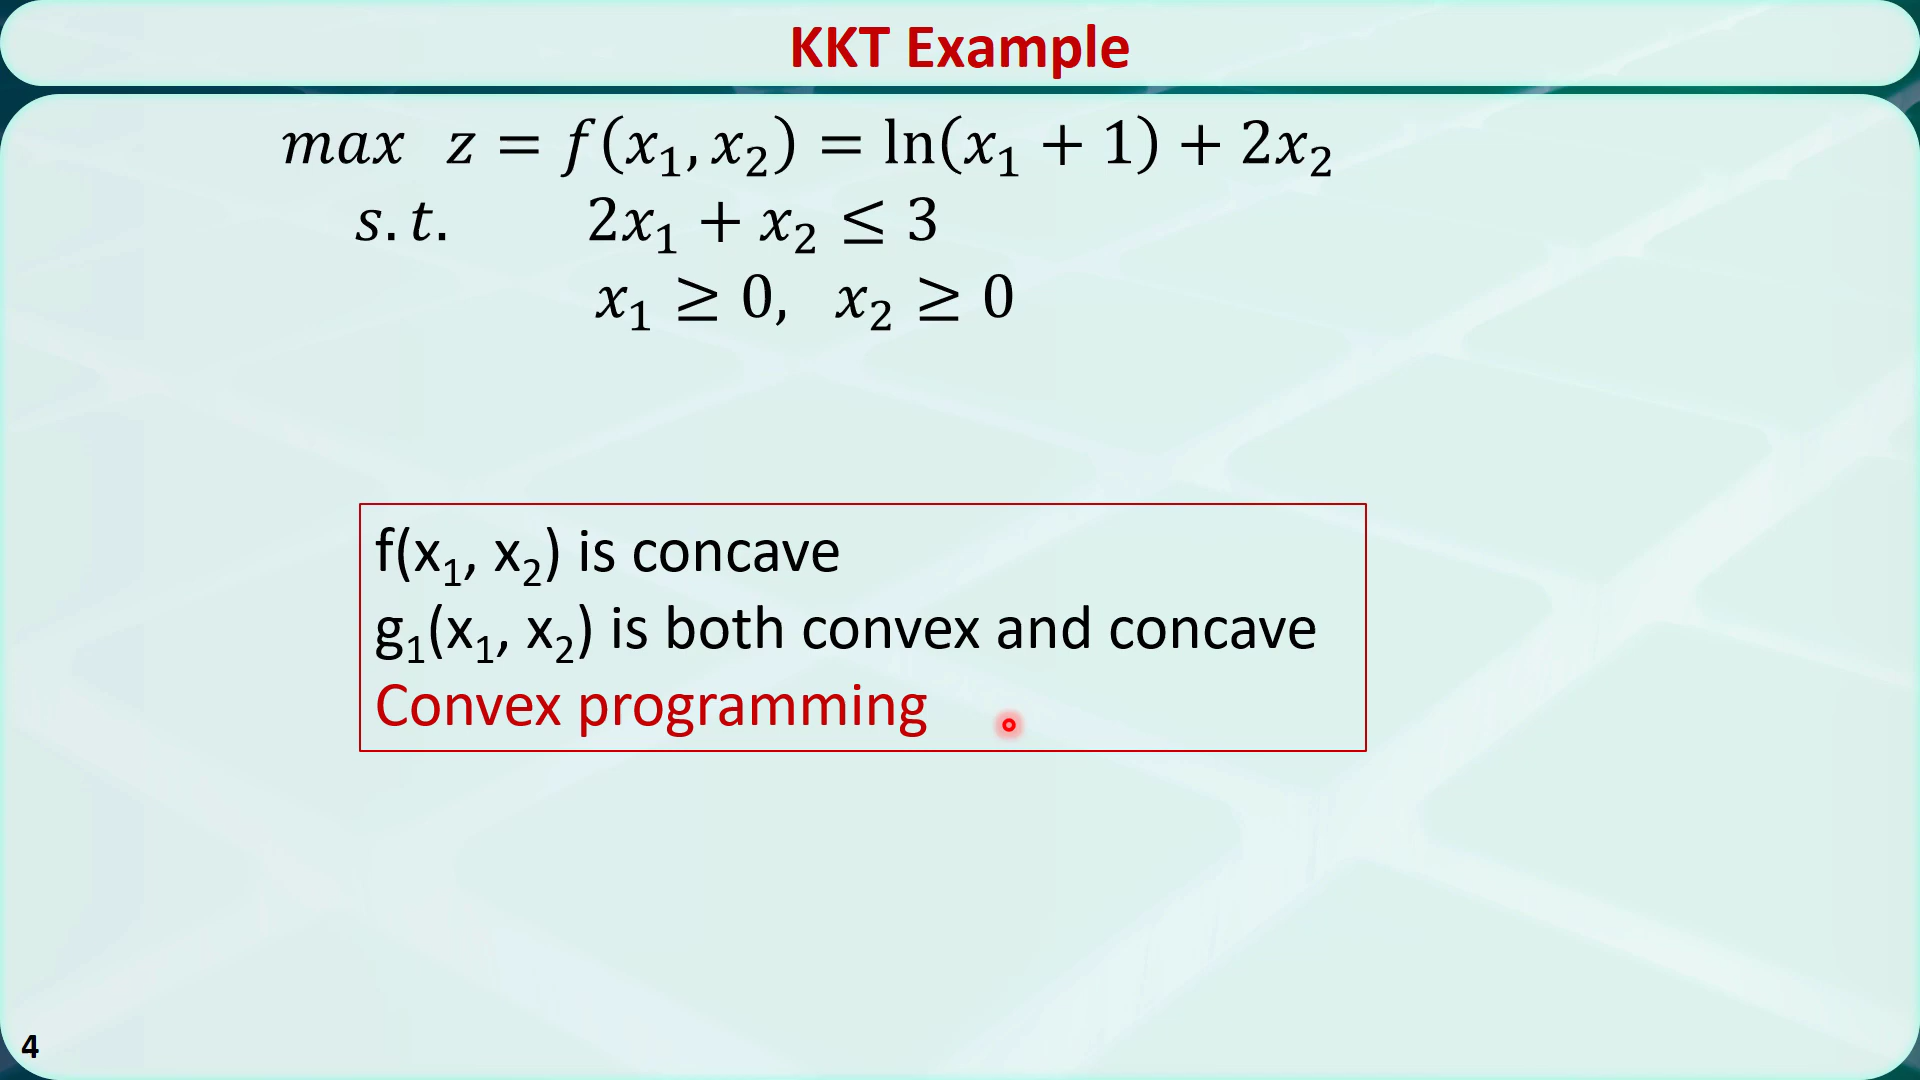 KKT Example
max z = f(x₁, x₂) = ln(x₁ + 1) + 2x₂
s.t. 2x₁ + x₂ ≤ 3
x₁ ≥ 0, x₂ ≥ 0
f(x₁, x₂) is concave
g₁(x₁, x₂) is both convex and concave
Convex programming
4